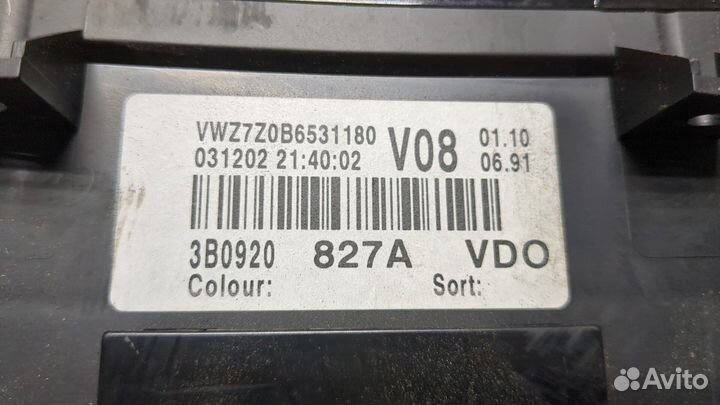 VWZ7Z0B6531180 V08 01.10
031202 21:40:02 06.91
3B0920 827A VDO
Colour: Sort:
Avito